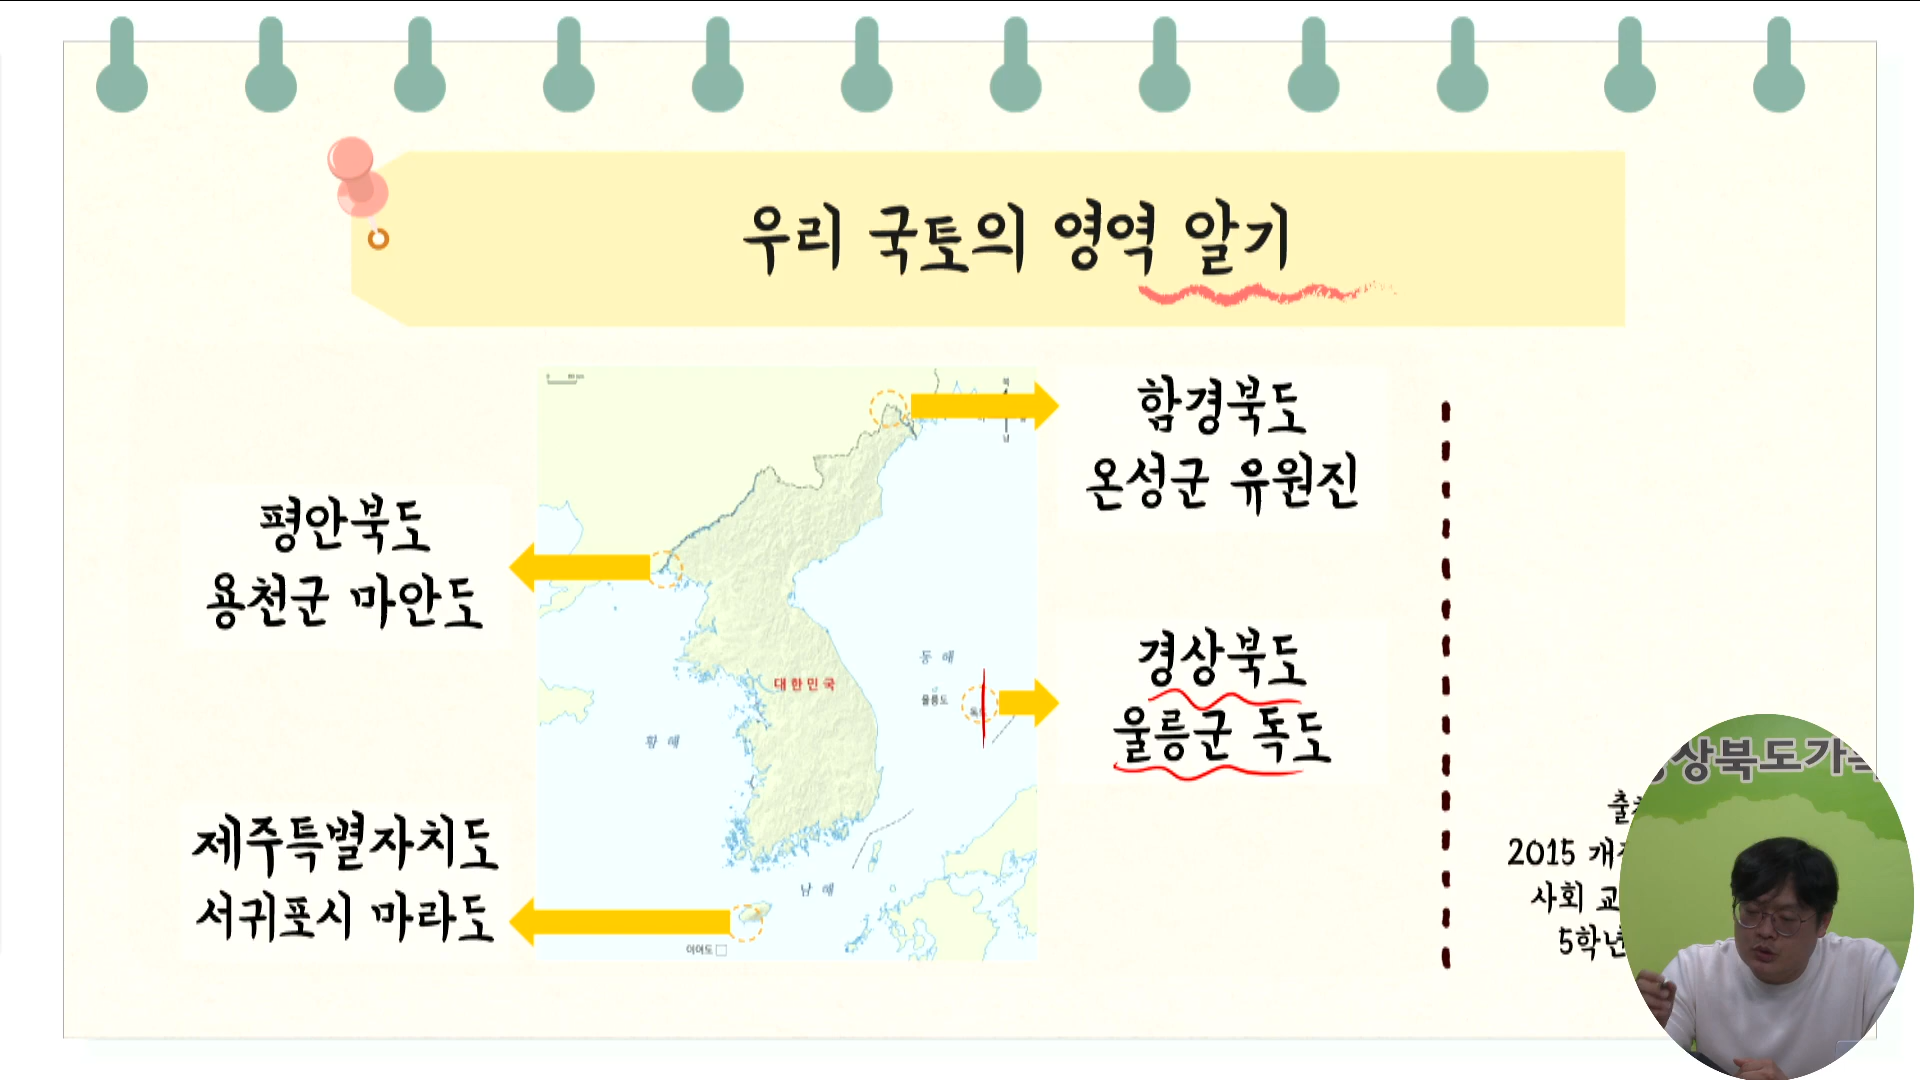 우리 국토의 영역 알기
함경북도
온성군 유원진
평안북도
용천군 마안도
동해
대한민국
울릉도
황해
경상북도
울릉군 독도
제주특별자치도
서귀포시 마라도
남해
이어도
북
남
2015
사회
5학년
상북도가